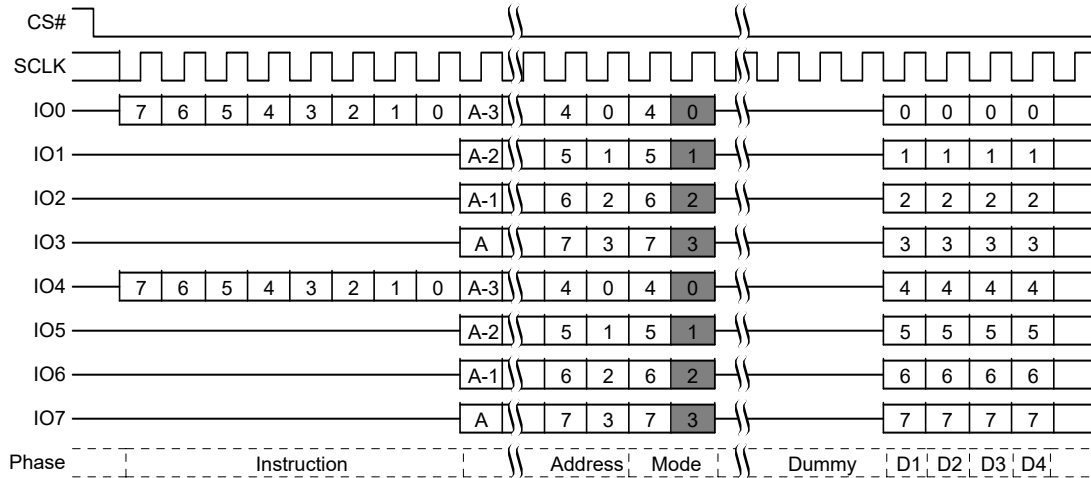 CS#
SCLK
IO0 7 6 5 4 3 2 1 0 A-3 4 0 4 0 0 0 0 0
IO1 A-2 5 1 5 1 1 1 1 1
IO2 A-1 6 2 6 2 2 2 2 2
IO3 A 7 3 7 3 3 3 3 3
IO4 7 6 5 4 3 2 1 0 A-3 4 0 4 0 4 4 4 4
IO5 A-2 5 1 5 1 5 5 5 5
IO6 A-1 6 2 6 2 6 6 6 6
IO7 A 7 3 7 3 7 7 7 7
Phase Instruction Address Mode Dummy D1 D2 D3 D4